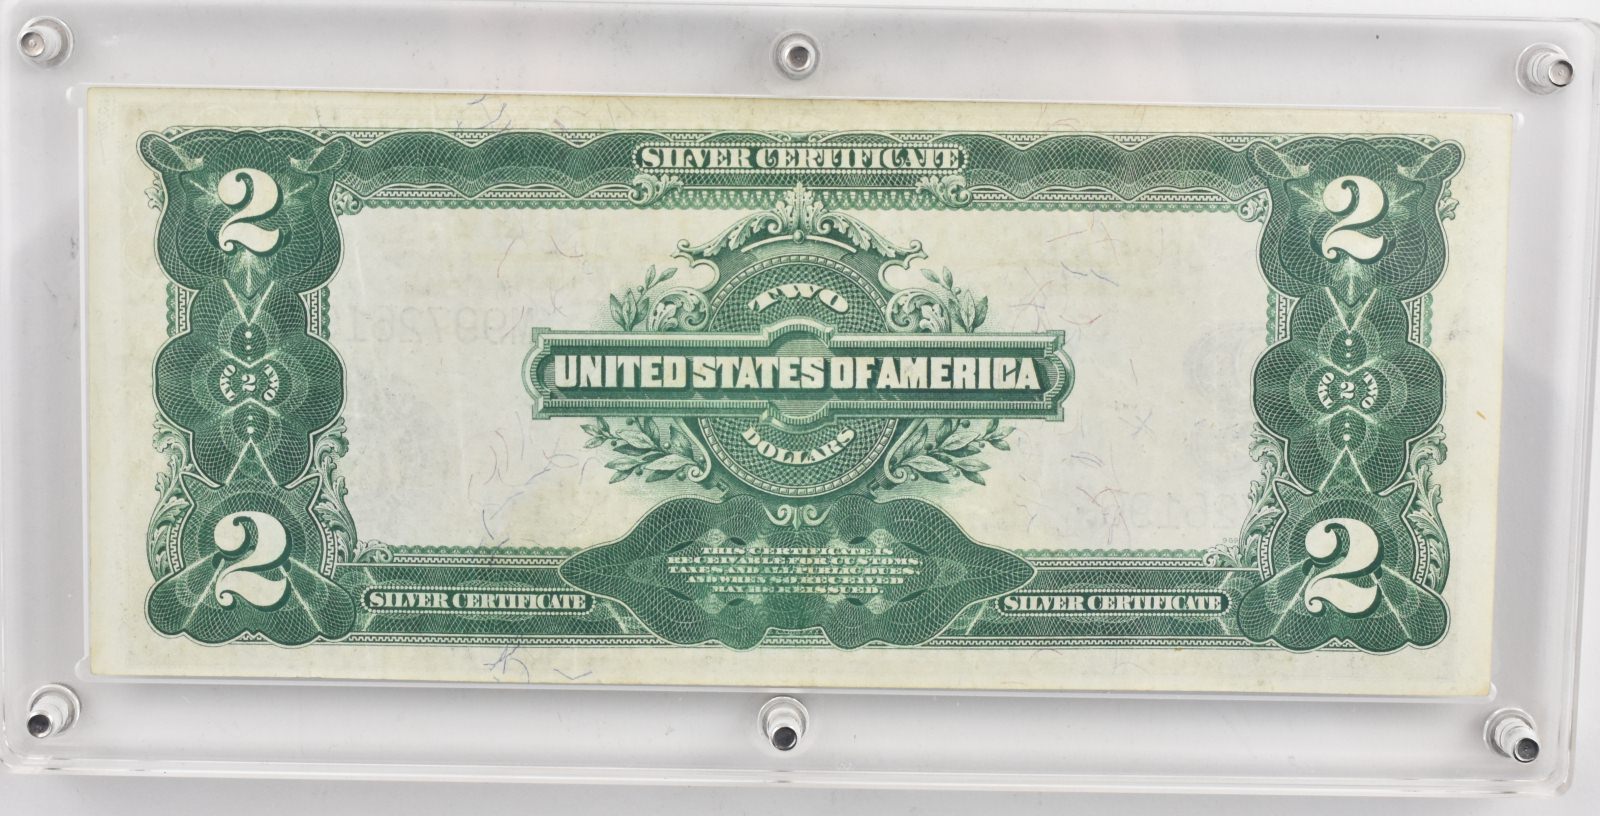 SILVER CERTIFICATE
2 2
TWO
UNITED STATES OF AMERICA
TWO 2 TWO
TWO 2 TWO
DOLLARS
2 2
THIS CERTIFICATE IS
RECEIVABLE FOR CUSTOMS,
TAXES AND ALL PUBLIC DUES,
AND WHEN SO RECEIVED
MAY BE REISSUED.
SILVER CERTIFICATE SILVER CERTIFICATE